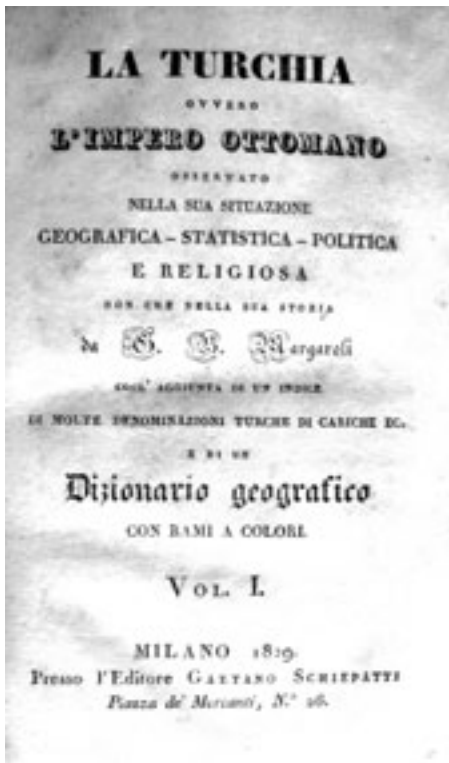 LA TURCHIA
OVVERO
L'IMPERO OTTOMANO
OSSERVATO
NELLA SUA SITUAZIONE
GEOGRAFICA – STATISTICA – POLITICA
E RELIGIOSA
NON CHE NELLA SUA STORIA
da G. B. Margaroli
COLL' AGGIUNTA DI UN INDICE
DI MOLTE DENOMINAZIONI TURCHE DI CARICHE EC.
E DI UN
Dizionario geografico
CON RAMI A COLORI.
VOL. I.
MILANO 1829.
Presso l'Editore GAETANO SCHIEPATTI
Piazza de' Mercanti, N.°